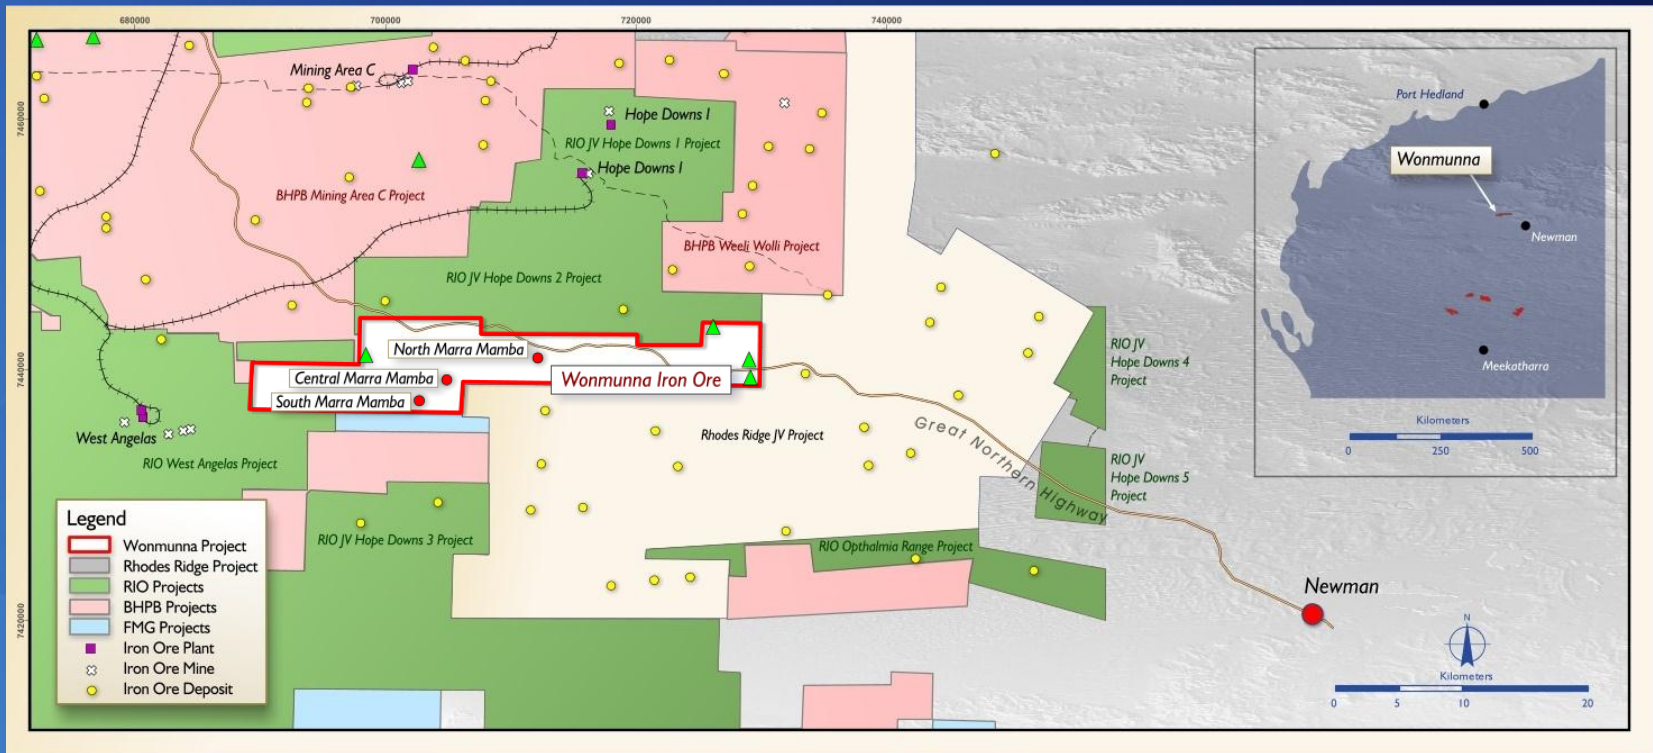 680000
700000
720000
740000
7460000
7440000
7420000
Mining Area C
Hope Downs 1
RIO JV Hope Downs 1 Project
Hope Downs 1
BHPB Mining Area C Project
BHPB Weeli Wolli Project
RIO JV Hope Downs 2 Project
North Marra Mamba
Central Marra Mamba
South Marra Mamba
Wonmunna Iron Ore
West Angelas
RIO West Angelas Project
Rhodes Ridge JV Project
Great Northern Highway
RIO JV
Hope Downs 4
Project
RIO JV
Hope Downs 5
Project
RIO JV Hope Downs 3 Project
RIO Opthalmia Range Project
Newman
Legend
Wonmunna Project
Rhodes Ridge Project
RIO Projects
BHPB Projects
FMG Projects
Iron Ore Plant
Iron Ore Mine
Iron Ore Deposit
Port Hedland
Wonmunna
Newman
Meekatharra
Kilometers
0 250 500
N
Kilometers
0 5 10 20